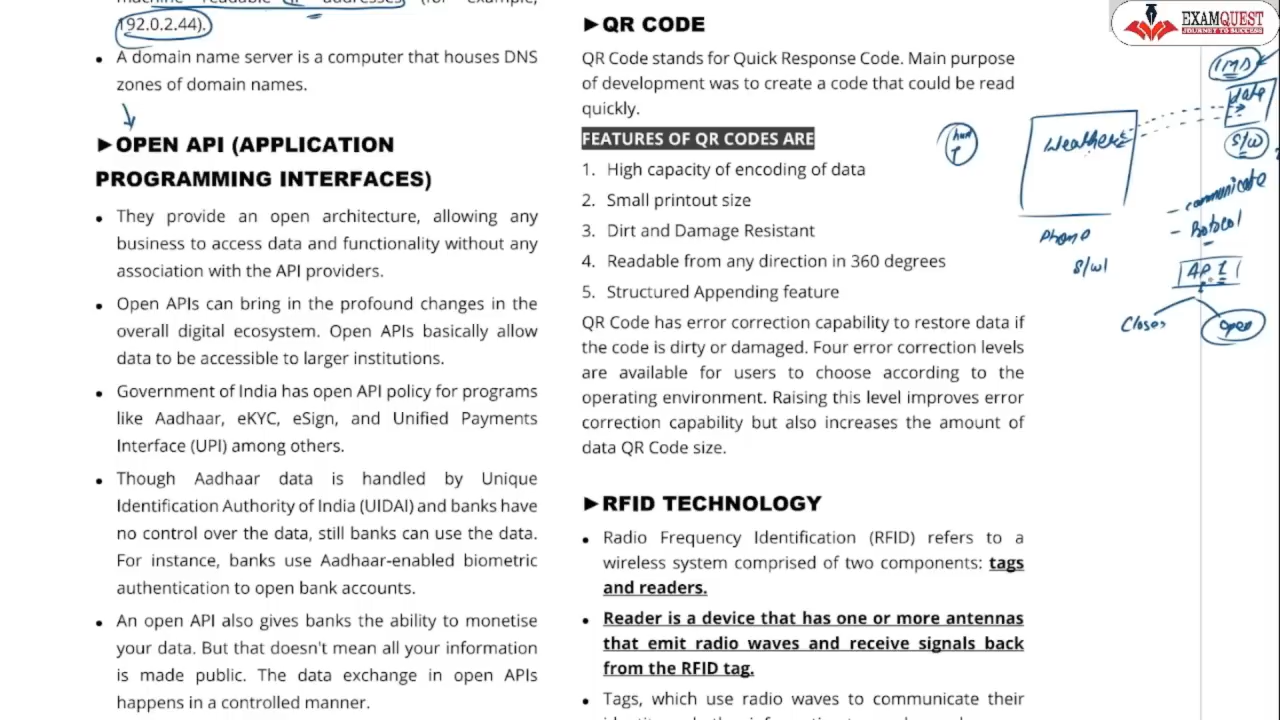 machine readable IP addresses (for example,
192.0.2.44).
• A domain name server is a computer that houses DNS
zones of domain names.
►OPEN API (APPLICATION
PROGRAMMING INTERFACES)
• They provide an open architecture, allowing any
business to access data and functionality without any
association with the API providers.
• Open APIs can bring in the profound changes in the
overall digital ecosystem. Open APIs basically allow
data to be accessible to larger institutions.
• Government of India has open API policy for programs
like Aadhaar, eKYC, eSign, and Unified Payments
Interface (UPI) among others.
• Though Aadhaar data is handled by Unique
Identification Authority of India (UIDAI) and banks have
no control over the data, still banks can use the data.
For instance, banks use Aadhaar-enabled biometric
authentication to open bank accounts.
• An open API also gives banks the ability to monetise
your data. But that doesn't mean all your information
is made public. The data exchange in open APIs
happens in a controlled manner.
►QR CODE
QR Code stands for Quick Response Code. Main purpose
of development was to create a code that could be read
quickly.
FEATURES OF QR CODES ARE
1. High capacity of encoding of data
2. Small printout size
3. Dirt and Damage Resistant
4. Readable from any direction in 360 degrees
5. Structured Appending feature
QR Code has error correction capability to restore data if
the code is dirty or damaged. Four error correction levels
are available for users to choose according to the
operating environment. Raising this level improves error
correction capability but also increases the amount of
data QR Code size.
►RFID TECHNOLOGY
• Radio Frequency Identification (RFID) refers to a
wireless system comprised of two components: tags
and readers.
• Reader is a device that has one or more antennas
that emit radio waves and receive signals back
from the RFID tag.
• Tags, which use radio waves to communicate their
EXAMQUEST
JOURNEY TO SUCCESS
IMD
Weather
S/W
- communicate
- Protocol
Phone
S/W
API
Open